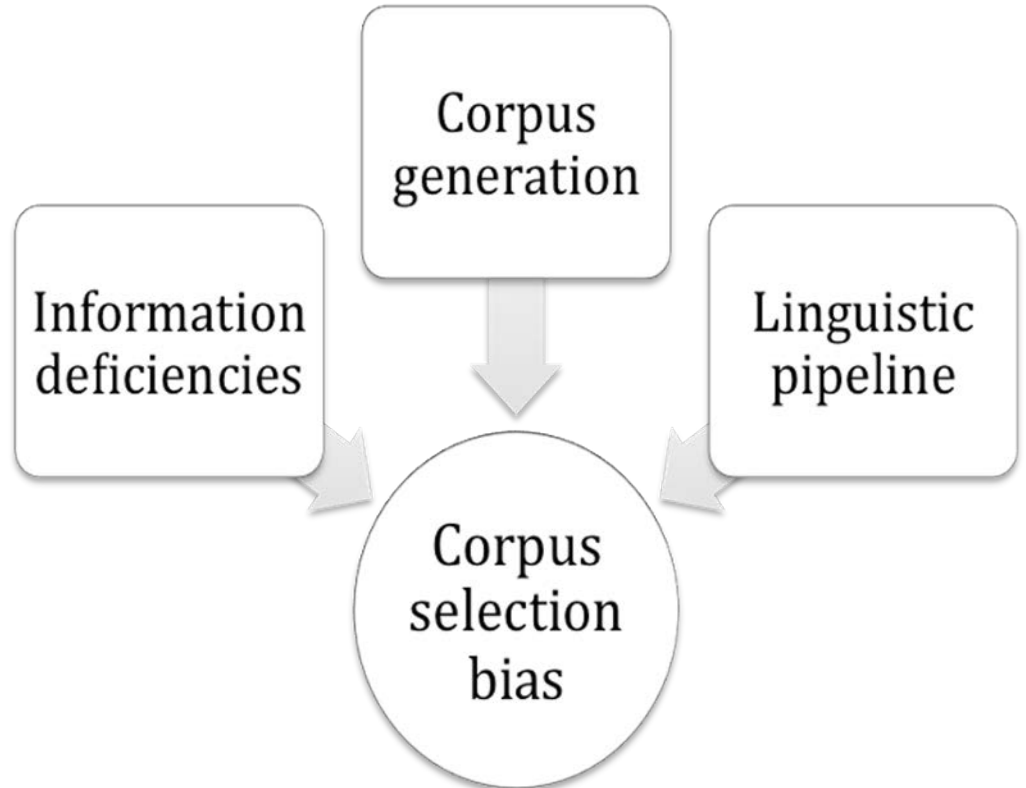 Corpus
generation
Information
deficiencies
Linguistic
pipeline
Corpus
selection
bias